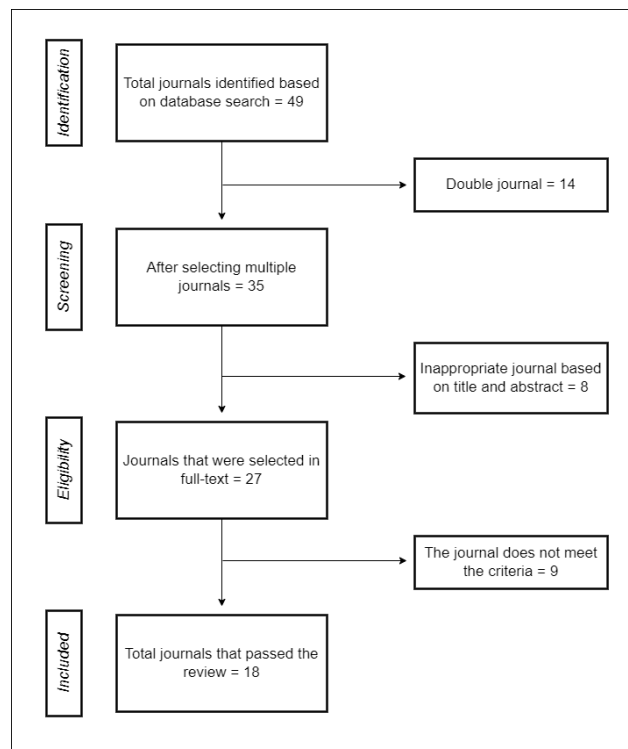 Identification
Total journals identified based
on database search = 49
Double journal = 14
Screening
After selecting multiple
journals = 35
Inappropriate journal based
on title and abstract = 8
Eligibility
Journals that were selected in
full-text = 27
The journal does not meet
the criteria = 9
Included
Total journals that passed the
review = 18